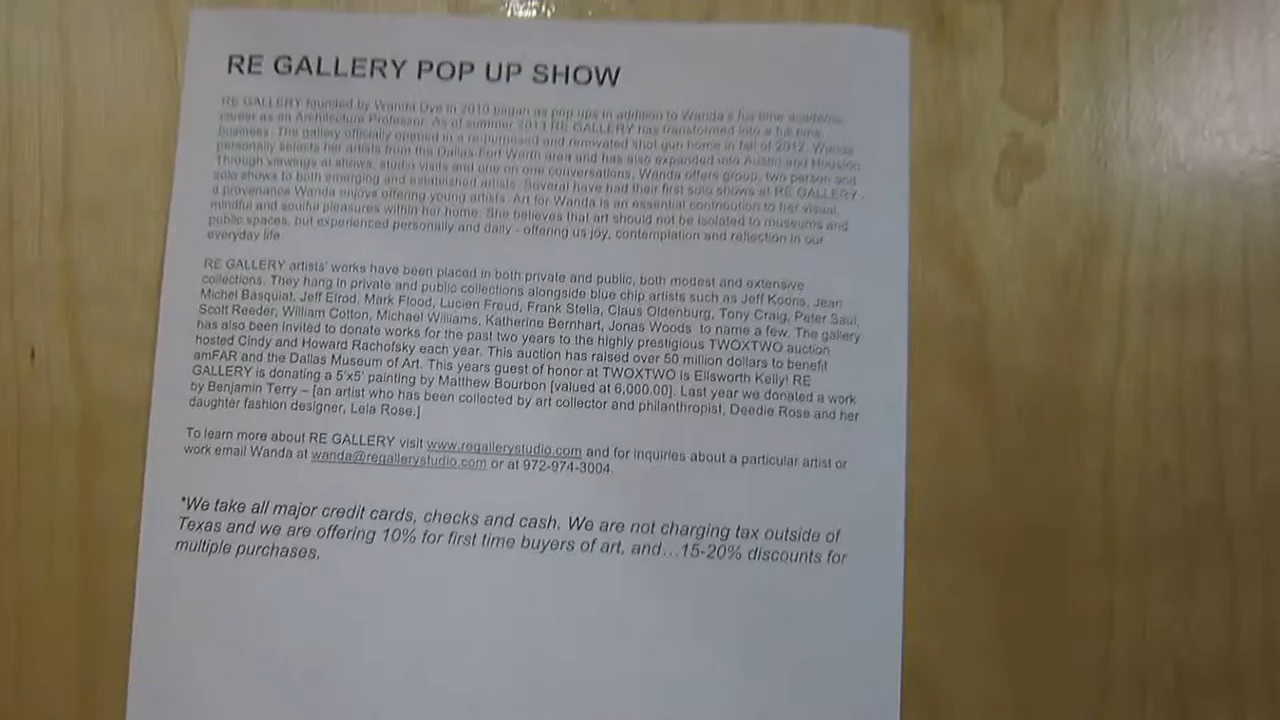 RE GALLERY POP UP SHOW
RE GALLERY founded by Wanda Dye in 2010 began as pop ups in addition to Wanda's full time academic
career as an Architecture Professor. As of summer 2013 RE GALLERY has transformed into a full time
business. The gallery officially opened in a re-purposed and renovated shot gun home in fall of 2012. Wanda
personally selects her artists from the Dallas-Fort Worth area and has also expanded into Austin and Houston.
Through viewings at shows, studio visits and one on one conversations, Wanda offers group, two person and
solo shows to both emerging and established artists. Several have had their first solo shows at RE GALLERY -
a provenance Wanda enjoys offering young artists. Art for Wanda is an essential contribution to her visual,
mindful and soulful pleasures within her home. She believes that art should not be isolated to museums and
public spaces, but experienced personally and daily - offering us joy, contemplation and reflection in our
everyday life.
RE GALLERY artists' works have been placed in both private and public, both modest and extensive
collections. They hang in private and public collections alongside blue chip artists such as Jeff Koons, Jean
Michel Basquiat, Jeff Elrod, Mark Flood, Lucien Freud, Frank Stella, Claus Oldenburg, Tony Craig, Peter Saul,
Scott Reeder, William Cotton, Michael Williams, Katherine Bernhart, Jonas Woods to name a few. The gallery
has also been invited to donate works for the past two years to the highly prestigious TWOXTWO auction
hosted Cindy and Howard Rachofsky each year. This auction has raised over 50 million dollars to benefit
amFAR and the Dallas Museum of Art. This years guest of honor at TWOXTWO is Ellsworth Kelly! RE
GALLERY is donating a 5'x5' painting by Matthew Bourbon [valued at 6,000.00]. Last year we donated a work
by Benjamin Terry – [an artist who has been collected by art collector and philanthropist, Deedie Rose and her
daughter fashion designer, Lela Rose.]
To learn more about RE GALLERY visit www.regallerystudio.com and for inquiries about a particular artist or
work email Wanda at wanda@regallerystudio.com or at 972-974-3004.
*We take all major credit cards, checks and cash. We are not charging tax outside of
Texas and we are offering 10% for first time buyers of art, and…15-20% discounts for
multiple purchases.